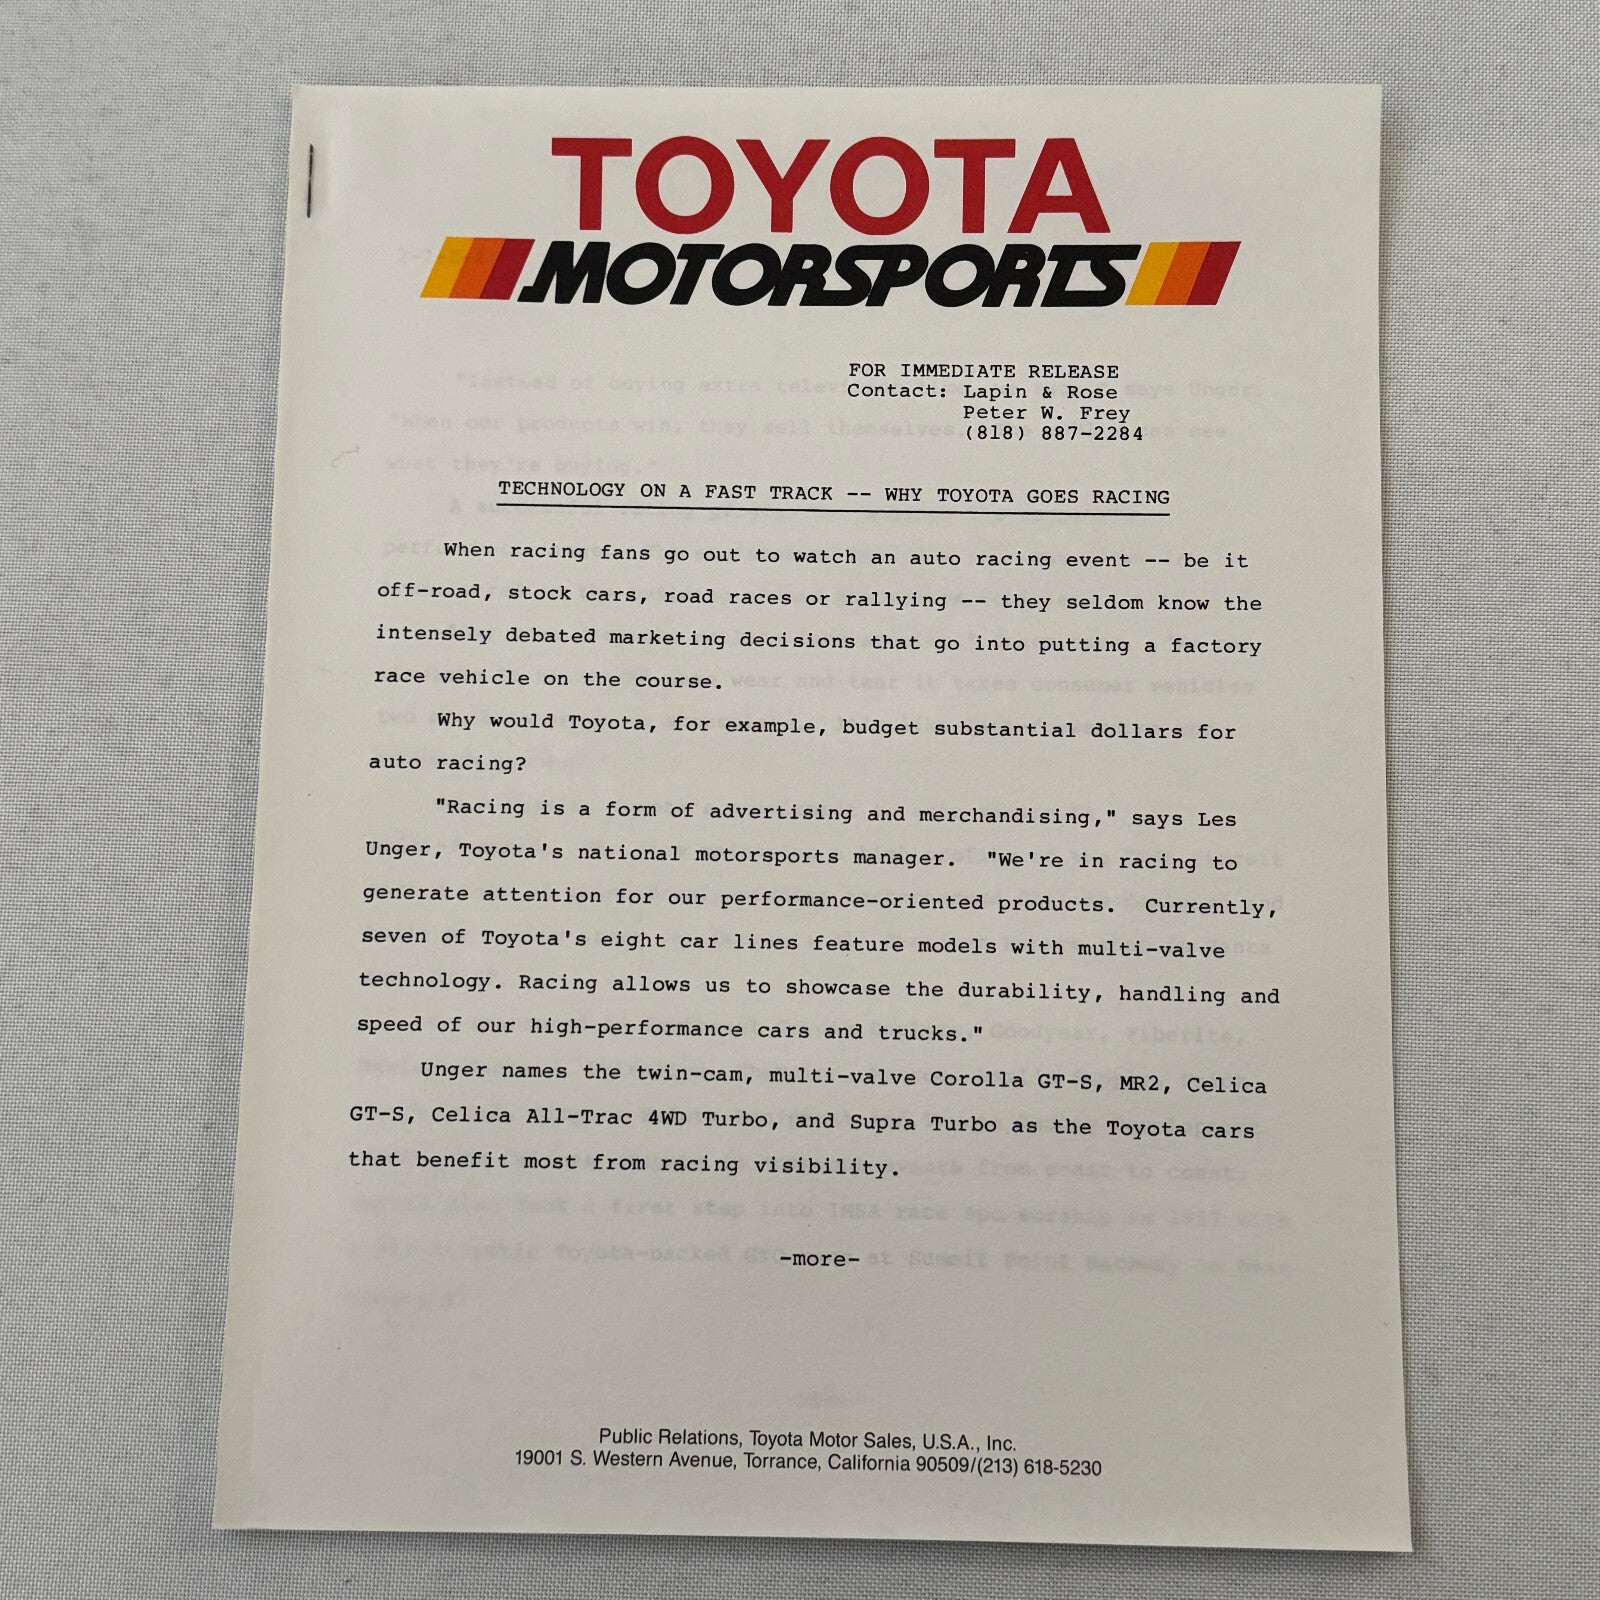 TOYOTA
MOTORSPORTS
FOR IMMEDIATE RELEASE
Contact: Lapin & Rose
Peter W. Frey
(818) 887-2284
TECHNOLOGY ON A FAST TRACK -- WHY TOYOTA GOES RACING
When racing fans go out to watch an auto racing event -- be it
off-road, stock cars, road races or rallying -- they seldom know the
intensely debated marketing decisions that go into putting a factory
race vehicle on the course.
Why would Toyota, for example, budget substantial dollars for
auto racing?
"Racing is a form of advertising and merchandising," says Les
Unger, Toyota's national motorsports manager.  "We're in racing to
generate attention for our performance-oriented products.  Currently,
seven of Toyota's eight car lines feature models with multi-valve
technology. Racing allows us to showcase the durability, handling and
speed of our high-performance cars and trucks."
Unger names the twin-cam, multi-valve Corolla GT-S, MR2, Celica
GT-S, Celica All-Trac 4WD Turbo, and Supra Turbo as the Toyota cars
that benefit most from racing visibility.
-more-
Public Relations, Toyota Motor Sales, U.S.A., Inc.
19001 S. Western Avenue, Torrance, California 90509/(213) 618-5230